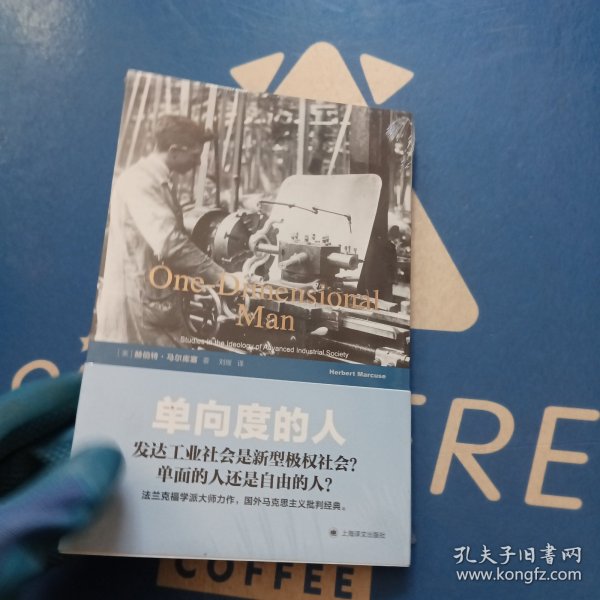 One-Dimensional
Man
Studies in the Ideology of Advanced Industrial Society
[美] 赫伯特·马尔库塞 著 刘继 译
Herbert Marcuse
单向度的人
发达工业社会是新型极权社会?
单面的人还是自由的人?
法兰克福学派大师力作，国外马克思主义批判经典。
上海译文出版社
TRE
COFFEE
孔夫子旧书网
www.kongfz.com